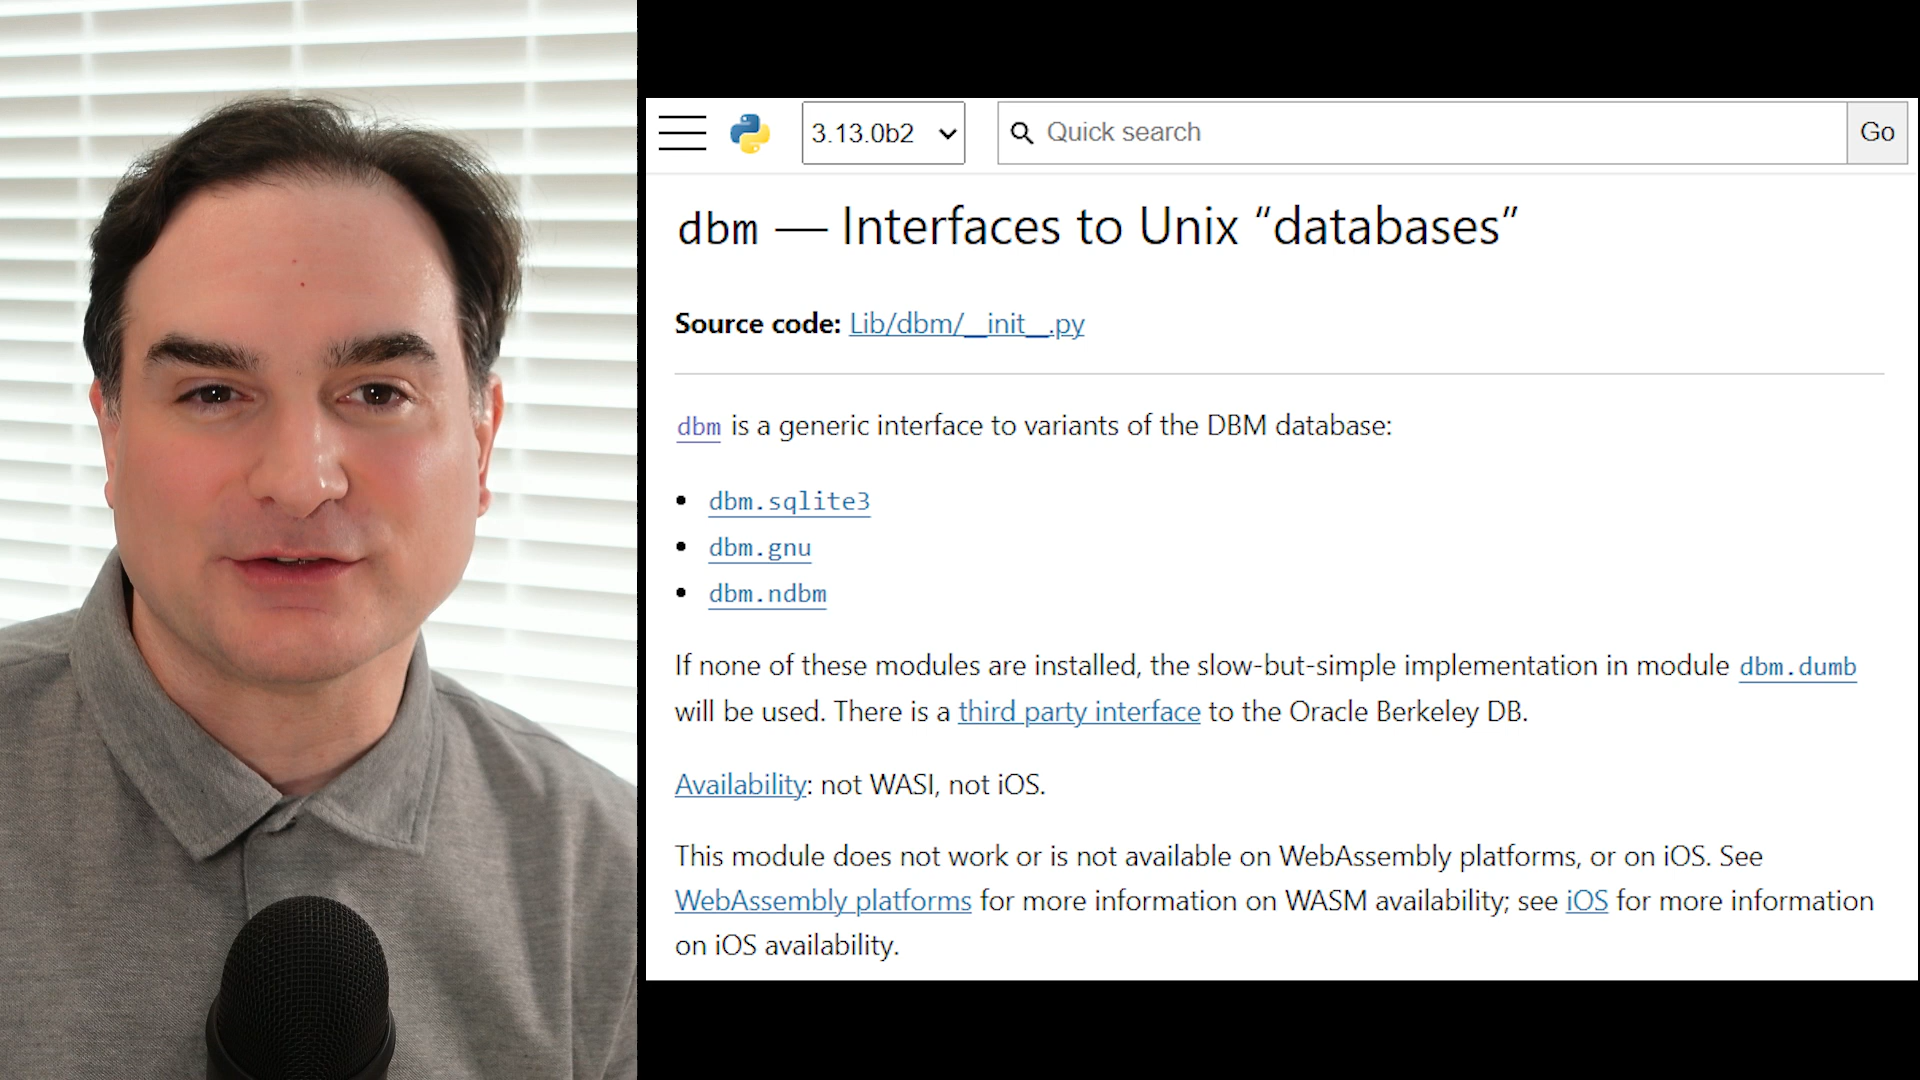 3.13.0b2
Quick search
Go
dbm — Interfaces to Unix “databases”
Source code: Lib/dbm/__init__.py
dbm is a generic interface to variants of the DBM database:
• dbm.sqlite3
• dbm.gnu
• dbm.ndbm
If none of these modules are installed, the slow-but-simple implementation in module dbm.dumb
will be used. There is a third party interface to the Oracle Berkeley DB.
Availability: not WASI, not iOS.
This module does not work or is not available on WebAssembly platforms, or on iOS. See
WebAssembly platforms for more information on WASM availability; see iOS for more information
on iOS availability.